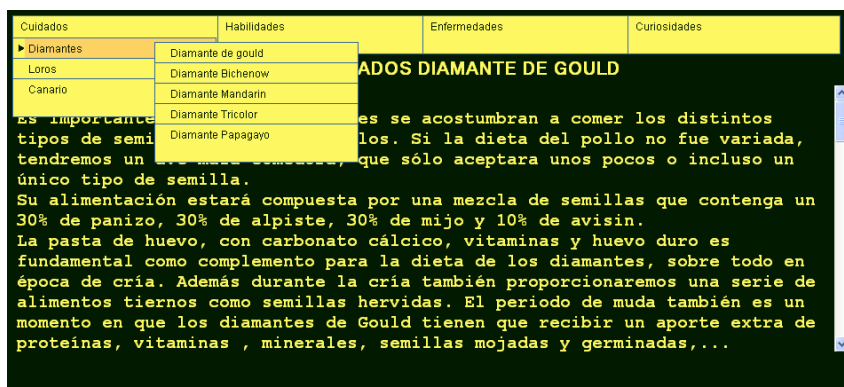 Cuidados
Habilidades
Enfermedades
Curiosidades
Diamantes
Loros
Canario
Diamante de gould
Diamante Bichenow
Diamante Mandarin
Diamante Tricolor
Diamante Papagayo
ADOS DIAMANTE DE GOULD
Es importante es se acostumbran a comer los distintos
tipos de semi los. Si la dieta del pollo no fue variada,
tendremos un que sólo aceptara unos pocos o incluso un
único tipo de semilla.
Su alimentación estará compuesta por una mezcla de semillas que contenga un
30% de panizo, 30% de alpiste, 30% de mijo y 10% de avisin.
La pasta de huevo, con carbonato cálcico, vitaminas y huevo duro es
fundamental como complemento para la dieta de los diamantes, sobre todo en
época de cría. Además durante la cría también proporcionaremos una serie de
alimentos tiernos como semillas hervidas. El periodo de muda también es un
momento en que los diamantes de Gould tienen que recibir un aporte extra de
proteínas, vitaminas , minerales, semillas mojadas y germinadas,...